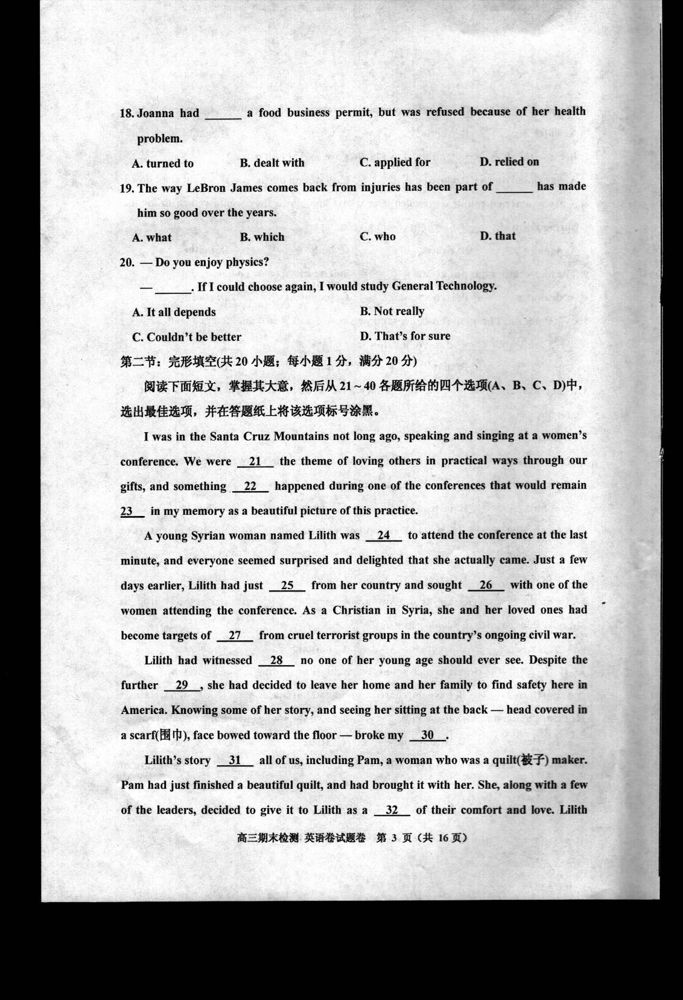 18. Joanna had ______ a food business permit, but was refused because of her health
problem.
A. turned to B. dealt with C. applied for D. relied on
19. The way LeBron James comes back from injuries has been part of ______ has made
him so good over the years.
A. what B. which C. who D. that
20. — Do you enjoy physics?
— ______. If I could choose again, I would study General Technology.
A. It all depends B. Not really
C. Couldn't be better D. That's for sure
第二节：完形填空(共 20 小题；每小题 1 分，满分 20 分)
阅读下面短文，掌握其大意，然后从 21 ~ 40 各题所给的四个选项(A、B、C、D)中，
选出最佳选项，并在答题纸上将该选项标号涂黑。
I was in the Santa Cruz Mountains not long ago, speaking and singing at a women's
conference. We were 21 the theme of loving others in practical ways through our
gifts, and something 22 happened during one of the conferences that would remain
23 in my memory as a beautiful picture of this practice.
A young Syrian woman named Lilith was 24 to attend the conference at the last
minute, and everyone seemed surprised and delighted that she actually came. Just a few
days earlier, Lilith had just 25 from her country and sought 26 with one of the
women attending the conference. As a Christian in Syria, she and her loved ones had
become targets of 27 from cruel terrorist groups in the country's ongoing civil war.
Lilith had witnessed 28 no one of her young age should ever see. Despite the
further 29 , she had decided to leave her home and her family to find safety here in
America. Knowing some of her story, and seeing her sitting at the back — head covered in
a scarf(围巾), face bowed toward the floor — broke my 30 .
Lilith's story 31 all of us, including Pam, a woman who was a quilt(被子) maker.
Pam had just finished a beautiful quilt, and had brought it with her. She, along with a few
of the leaders, decided to give it to Lilith as a 32 of their comfort and love. Lilith
高三期末检测 英语卷试题卷 第 3 页（共 16 页）